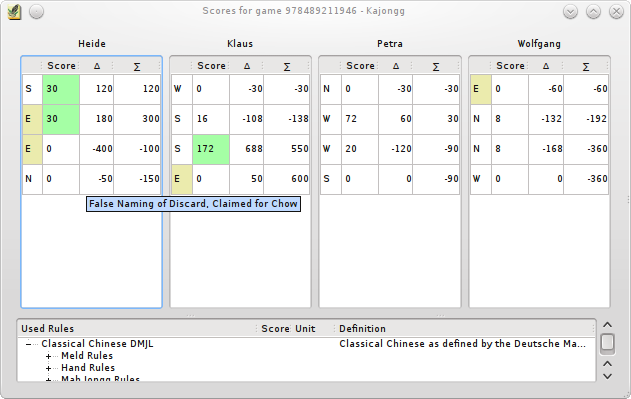 Scores for game 978489211946 - Kajongg
Heide Klaus Petra Wolfgang
Score Δ ∑ Score Δ ∑ Score Δ ∑ Score Δ ∑
S 30 120 120 W 0 -30 -30 N 0 -30 -30 E 0 -60 -60
E 30 180 300 S 16 -108 -138 W 72 60 30 N 8 -132 -192
E 0 -400 -100 S 172 688 550 W 20 -120 -90 N 8 -168 -360
N 0 -50 -150 E 0 50 600 S 0 0 -90 W 0 0 -360
False Naming of Discard, Claimed for Chow
Used Rules Score Unit Definition
Classical Chinese DMJL Classical Chinese as defined by the Deutsche Ma...
Meld Rules
Hand Rules
Mah Jongg Rules